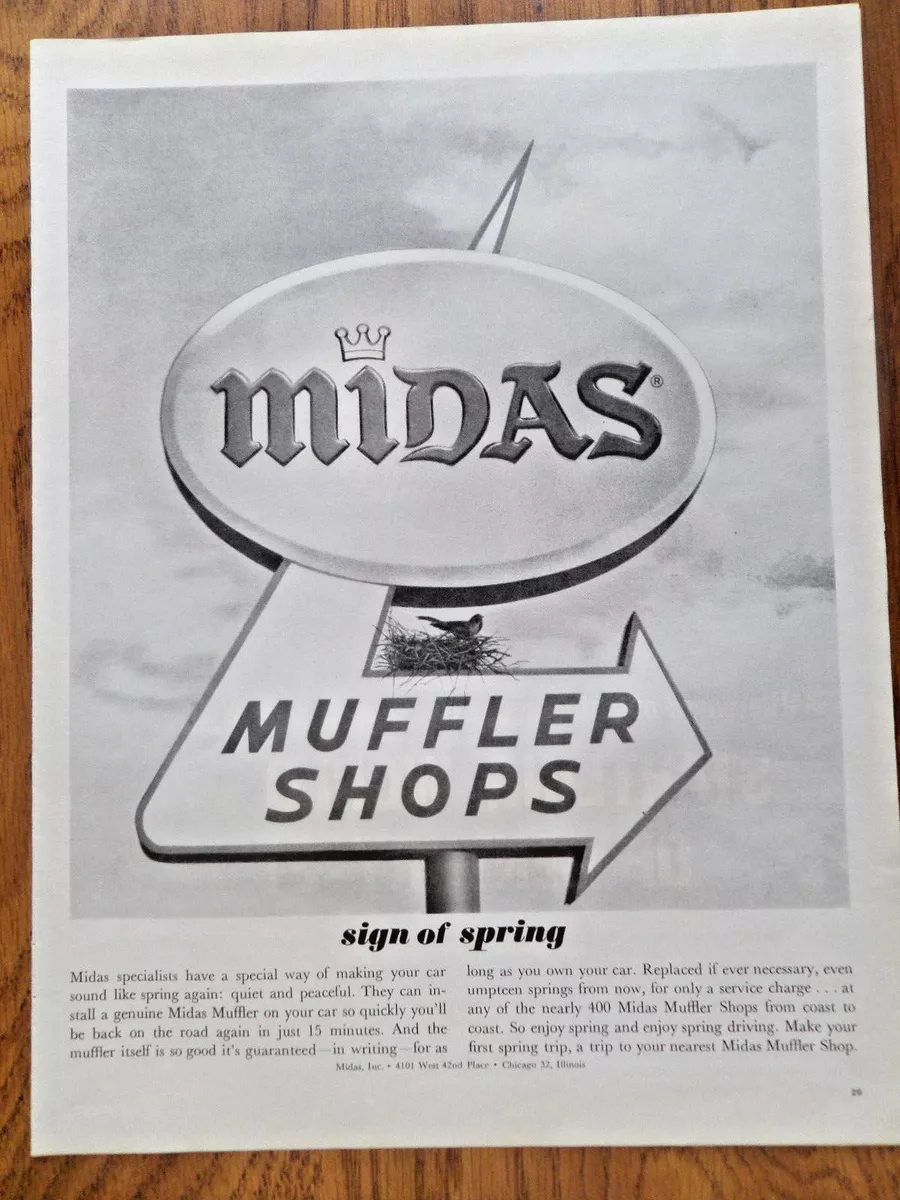 MIDAS®
MUFFLER
SHOPS
sign of spring
Midas specialists have a special way of making your car
sound like spring again: quiet and peaceful. They can in-
stall a genuine Midas Muffler on your car so quickly you'll
be back on the road again in just 15 minutes. And the
muffler itself is so good it's guaranteed—in writing—for as
long as you own your car. Replaced if ever necessary, even
umpteen springs from now, for only a service charge . . . at
any of the nearly 400 Midas Muffler Shops from coast to
coast. So enjoy spring and enjoy spring driving. Make your
first spring trip, a trip to your nearest Midas Muffler Shop.
Midas, Inc. • 4101 West 42nd Place • Chicago 32, Illinois